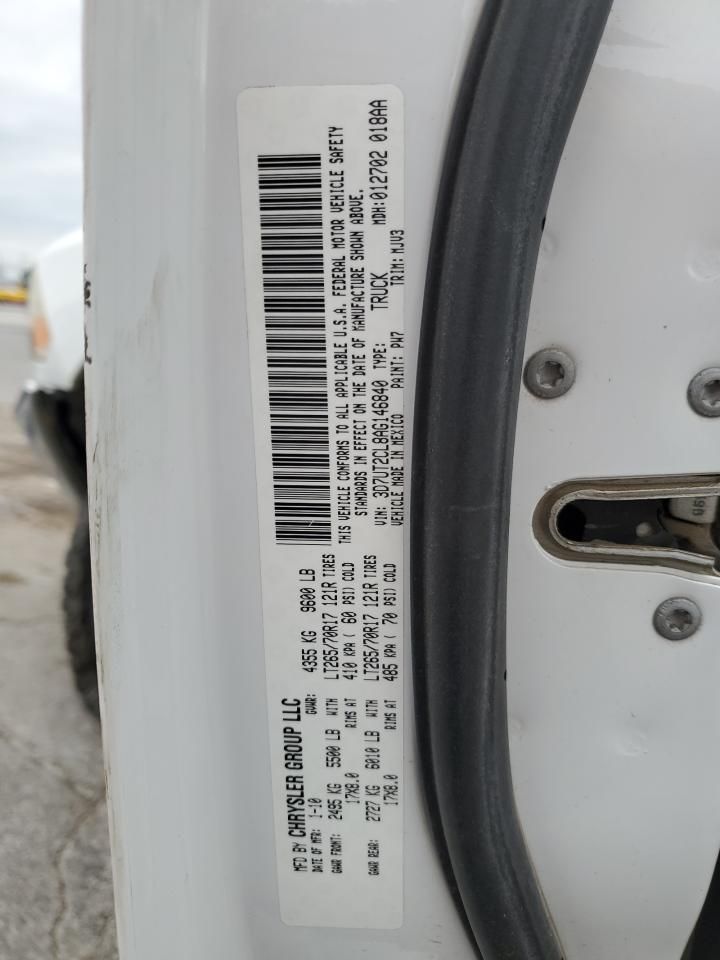 MFD BY CHRYSLER GROUP LLC
DATE OF MFR: 1-10 GVWR: 4355 KG 9600 LB
GAWR FRONT: 2495 KG 5500 LB WITH LT265/70R17 121R TIRES
17X8.0 RIMS AT 410 KPA ( 60 PSI) COLD
GAWR REAR: 2727 KG 6010 LB WITH LT265/70R17 121R TIRES
17X8.0 RIMS AT 485 KPA ( 70 PSI) COLD
THIS VEHICLE CONFORMS TO ALL APPLICABLE U.S.A. FEDERAL MOTOR VEHICLE SAFETY
STANDARDS IN EFFECT ON THE DATE OF MANUFACTURE SHOWN ABOVE.
VIN: 3D7UT2CL8AG146840 TYPE: TRUCK MDH:012702 018AA
VEHICLE MADE IN MEXICO PAINT: PW7 TRIM: MJV3